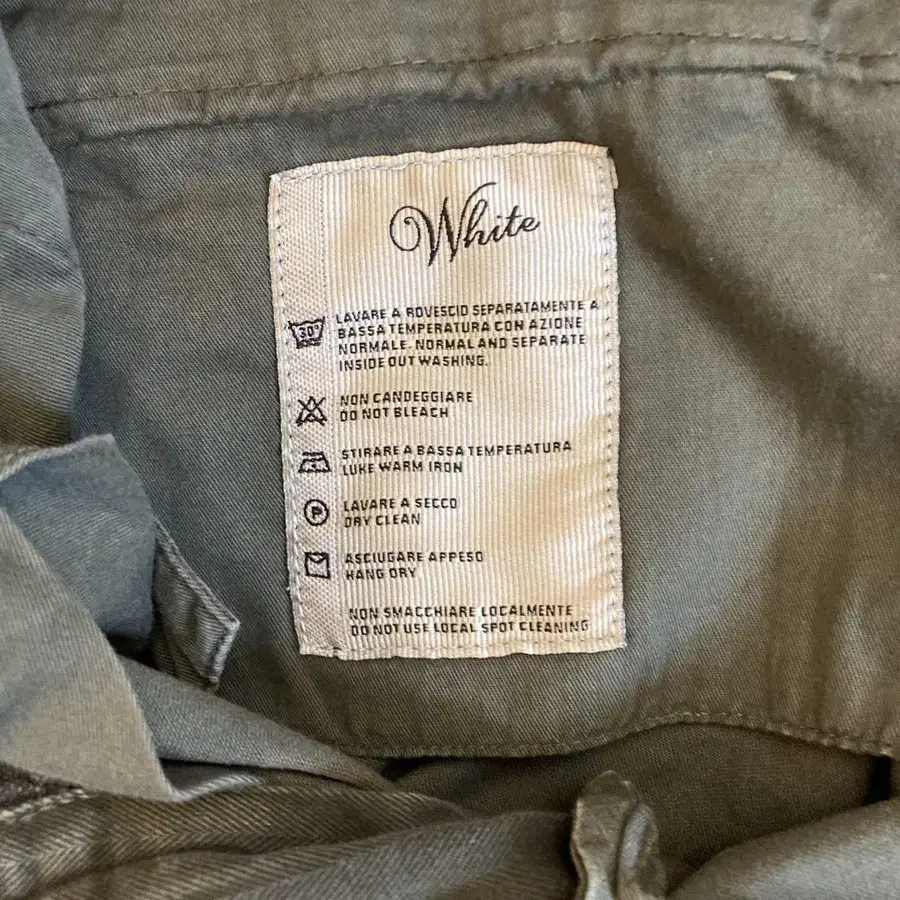 White
30°
LAVARE A ROVESCIO SEPARATAMENTE A
BASSA TEMPERATURA CON AZIONE
NORMALE. NORMAL AND SEPARATE
INSIDE OUT WASHING.
NON CANDEGGIARE
DO NOT BLEACH
STIRARE A BASSA TEMPERATURA
LUKE WARM IRON
P
LAVARE A SECCO
DRY CLEAN
ASCIUGARE APPESO
HANG DRY
NON SMACCHIARE LOCALMENTE
DO NOT USE LOCAL SPOT CLEANING